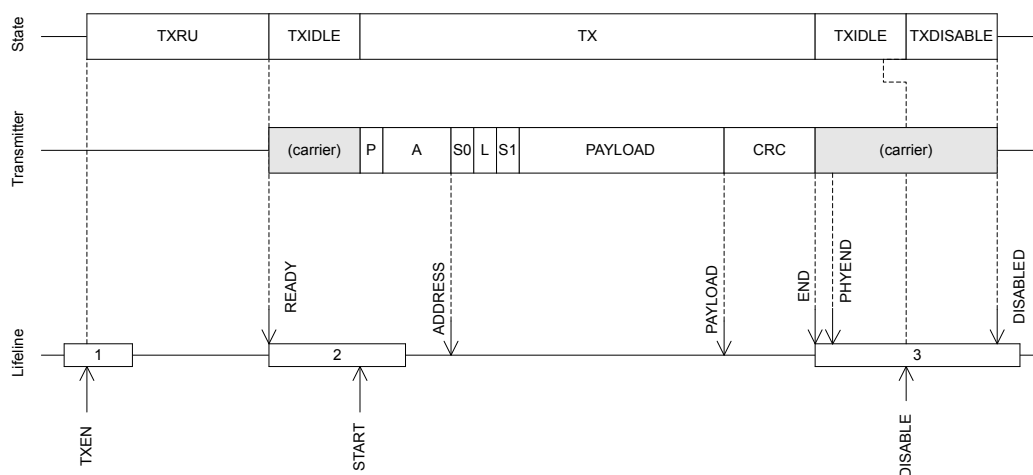 State
TXRU
TXIDLE
TX
TXIDLE
TXDISABLE
Transmitter
(carrier)
P
A
S0
L
S1
PAYLOAD
CRC
(carrier)
READY
ADDRESS
PAYLOAD
END
PHYEND
DISABLED
Lifeline
1
2
3
TXEN
START
DISABLE